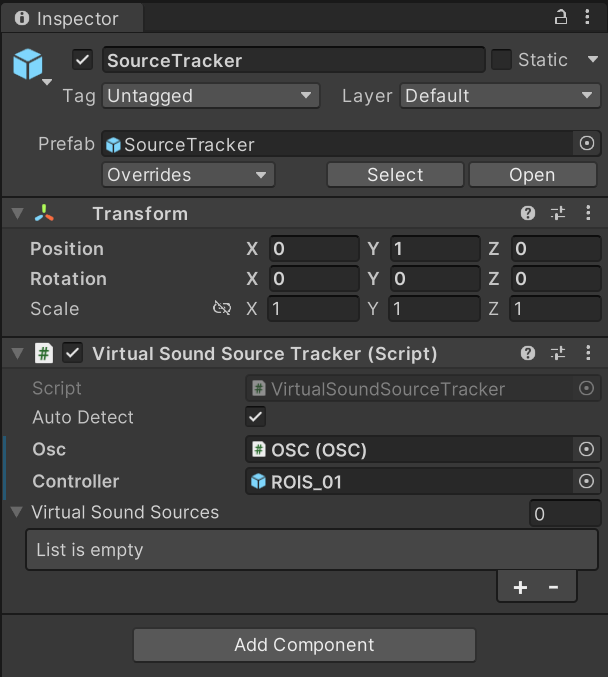 Inspector
SourceTracker Static
Tag Untagged Layer Default
Prefab SourceTracker
Overrides Select Open
Transform
Position X 0 Y 1 Z 0
Rotation X 0 Y 0 Z 0
Scale X 1 Y 1 Z 1
# Virtual Sound Source Tracker (Script)
Script # VirtualSoundSourceTracker
Auto Detect
Osc # OSC (OSC)
Controller ROIS_01
Virtual Sound Sources 0
List is empty
+ -
Add Component